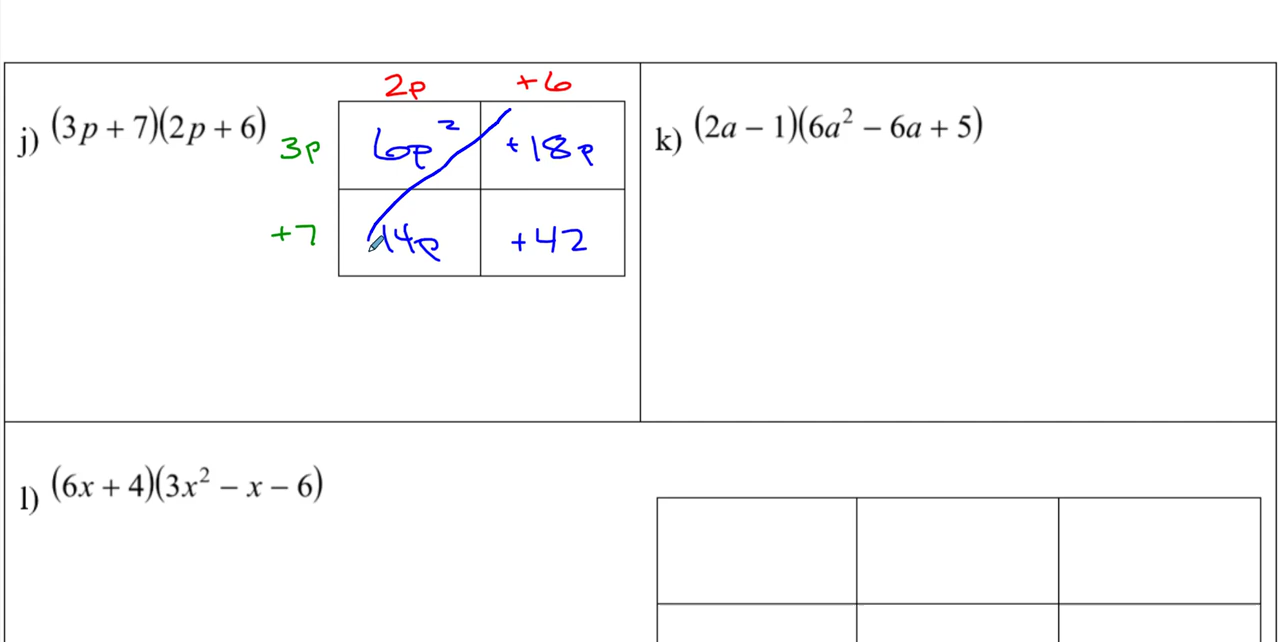 j) (3p + 7)(2p + 6)
2p +6
3p 6p² +18p
+7 14p +42
k) (2a − 1)(6a² − 6a + 5)
l) (6x + 4)(3x² − x − 6)